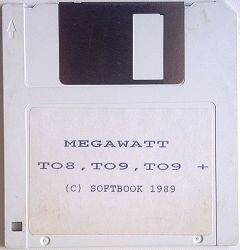 MEGAWATT
TO8,TO9,TO9 +
(C) SOFTBOOK 1989